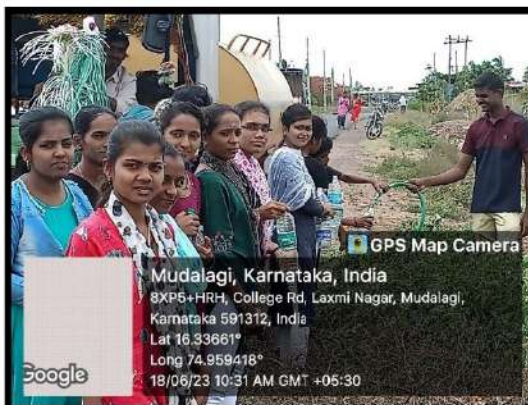 GPS Map Camera
Mudalagi, Karnataka, India
8XP5+HRH, College Rd, Laxmi Nagar, Mudalagi,
Karnataka 591312, India
Lat 16.33661°
Long 74.959418°
18/06/23 10:31 AM GMT +05:30
Google